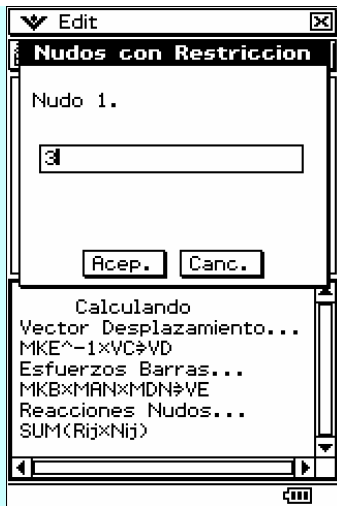 Edit
Nudos con Restriccion
Nudo 1.
3
Acep. Canc.
Calculando
Vector Desplazamiento...
MKE^-1×VC⇒VD
Esfuerzos Barras...
MKB×MAN×MDN⇒VE
Reacciones Nudos...
SUM(Rij×Nij)